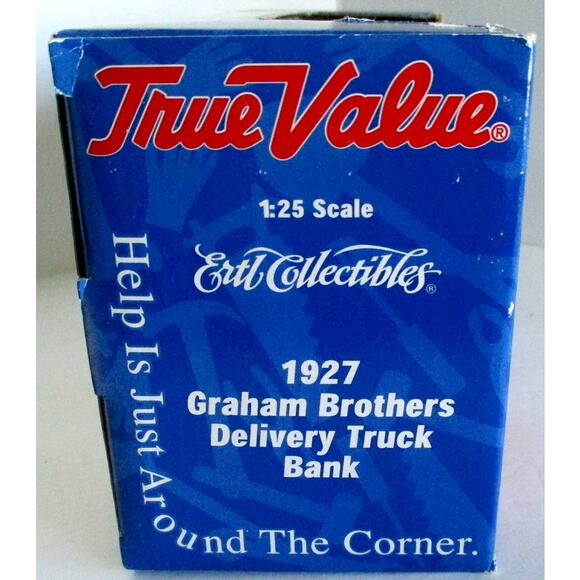 True Value®
1:25 Scale
Ertl Collectibles®
1927
Graham Brothers
Delivery Truck
Bank
Help Is Just Around The Corner.